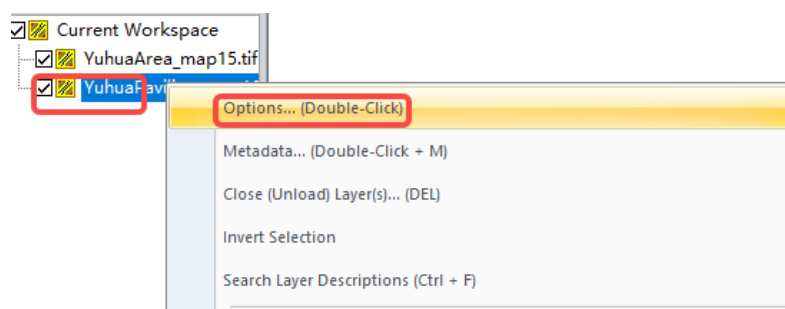 Current Workspace
YuhuaArea_map15.tif
Options... (Double-Click)
Metadata... (Double-Click + M)
Close (Unload) Layer(s)... (DEL)
Invert Selection
Search Layer Descriptions (Ctrl + F)